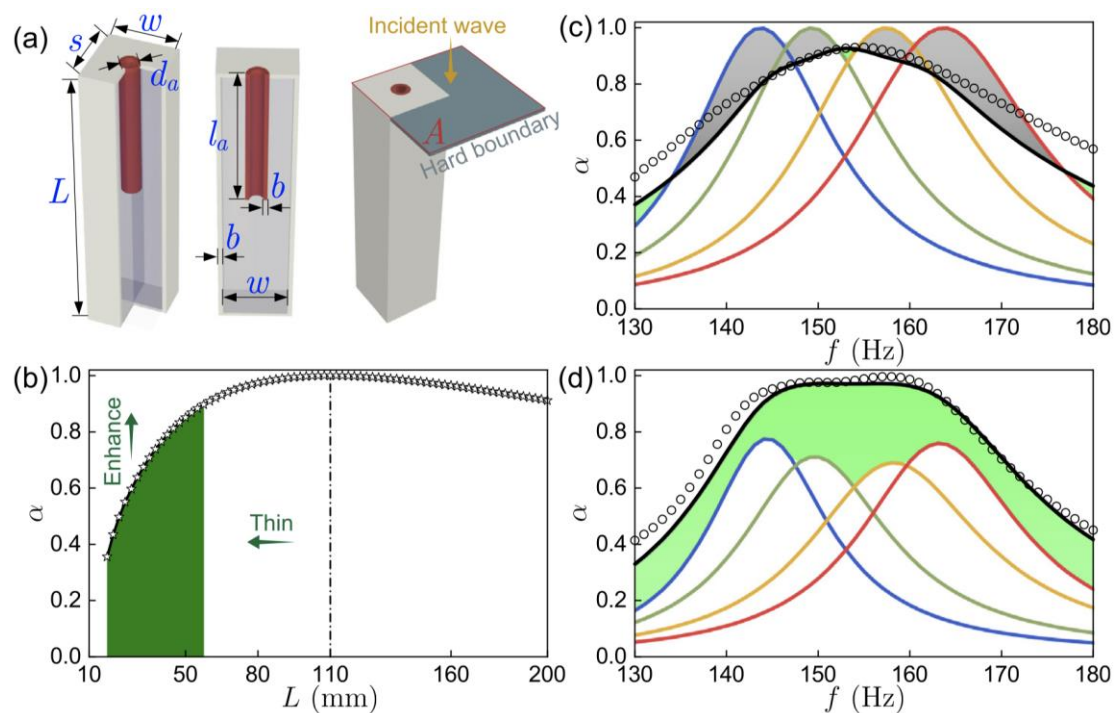 (a)
s
w
d_a
L
l_a
b
b
w
Incident wave
A
Hard boundary
(b)
1.0
0.8
0.6
0.4
0.2
0.0
α
Enhance
Thin
10 50 80 110 160 200
L (mm)
(c)
1.0
0.8
0.6
0.4
0.2
0.0
α
130 140 150 160 170 180
f (Hz)
(d)
1.0
0.8
0.6
0.4
0.2
0.0
α
130 140 150 160 170 180
f (Hz)